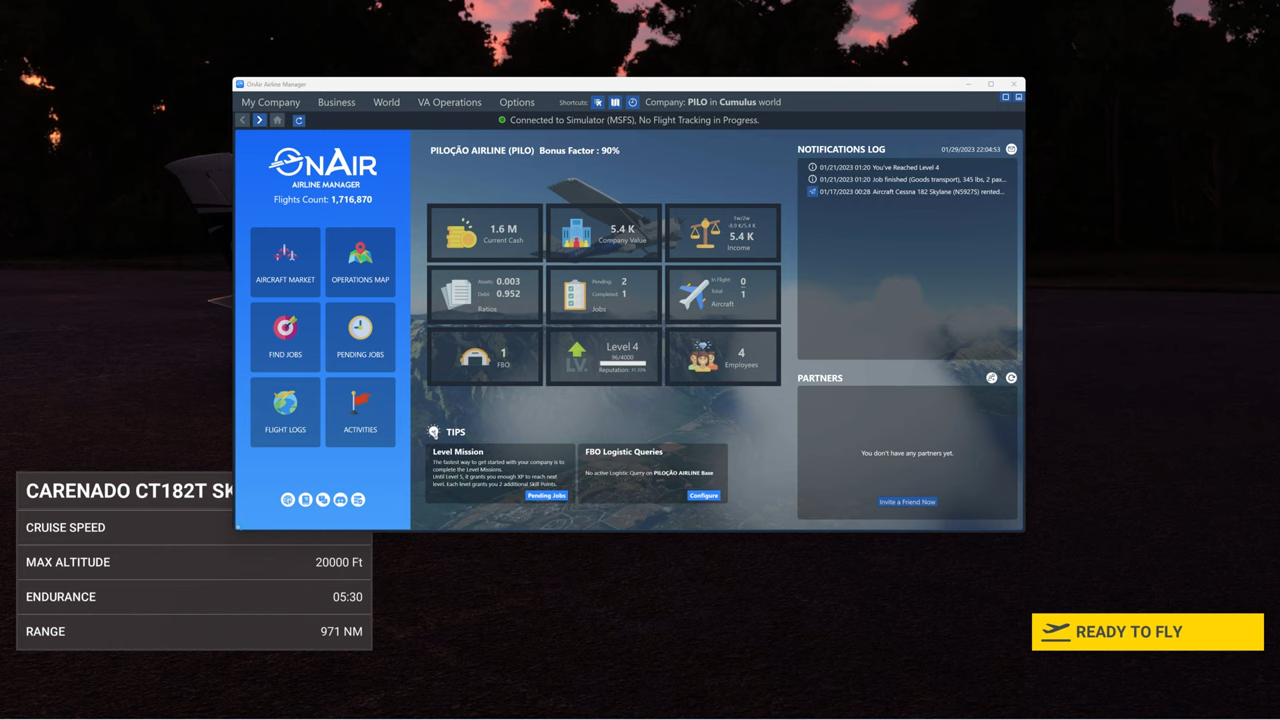 OnAir Airline Manager
My Company Business World VA Operations Options Shortcuts: Company: PILO in Cumulus world
Connected to Simulator (MSFS), No Flight Tracking in Progress.
ONAIR
AIRLINE MANAGER
Flights Count: 1,716,870
AIRCRAFT MARKET
OPERATIONS MAP
FIND JOBS
PENDING JOBS
FLIGHT LOGS
ACTIVITIES
PILOÇÃO AIRLINE (PILO) Bonus Factor : 90%
1.6 M
Current Cash
5.4 K
Company Value
1w/2w
5.4 K
Income
Assets: 0.003
Debt: 0.952
Ratios
Pending: 2
Completed: 1
Jobs
In Flight 0
Total 1
Aircraft
1
FBO
LV.
Level 4
96/4000
Reputation:
4
Employees
TIPS
Level Mission
The fastest way to get started with your company is to
complete the Level Missions.
Until Level 5, it grants you enough XP to reach next
level. Each level grants you 2 additional Skill Points.
Pending Jobs
FBO Logistic Queries
No active Logistic Query on PILOÇÃO AIRLINE Base
Configure
NOTIFICATIONS LOG
01/29/2023 22:04:53
01/21/2023 01:20 You've Reached Level 4
01/21/2023 01:20 Job finished (Goods transport), 345 lbs, 2 pax...
01/17/2023 00:28 Aircraft Cessna 182 Skylane (N59275) rented...
PARTNERS
You don't have any partners yet.
Invite a Friend Now
CARENADO CT182T SK
CRUISE SPEED
MAX ALTITUDE 20000 Ft
ENDURANCE 05:30
RANGE 971 NM
READY TO FLY